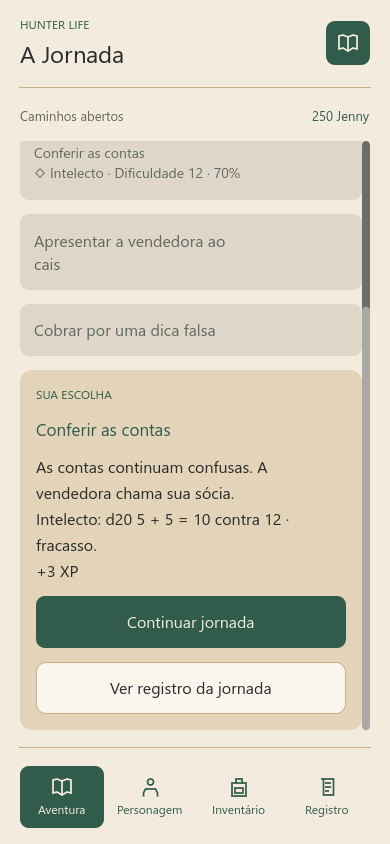 HUNTER LIFE
A Jornada
Caminhos abertos
250 Jenny
Conferir as contas
◇ Intelecto · Dificuldade 12 · 70%
Apresentar a vendedora ao
cais
Cobrar por uma dica falsa
SUA ESCOLHA
Conferir as contas
As contas continuam confusas. A
vendedora chama sua sócia.
Intelecto: d20 5 + 5 = 10 contra 12 ·
fracasso.
+3 XP
Continuar jornada
Ver registro da jornada
Aventura
Personagem
Inventário
Registro